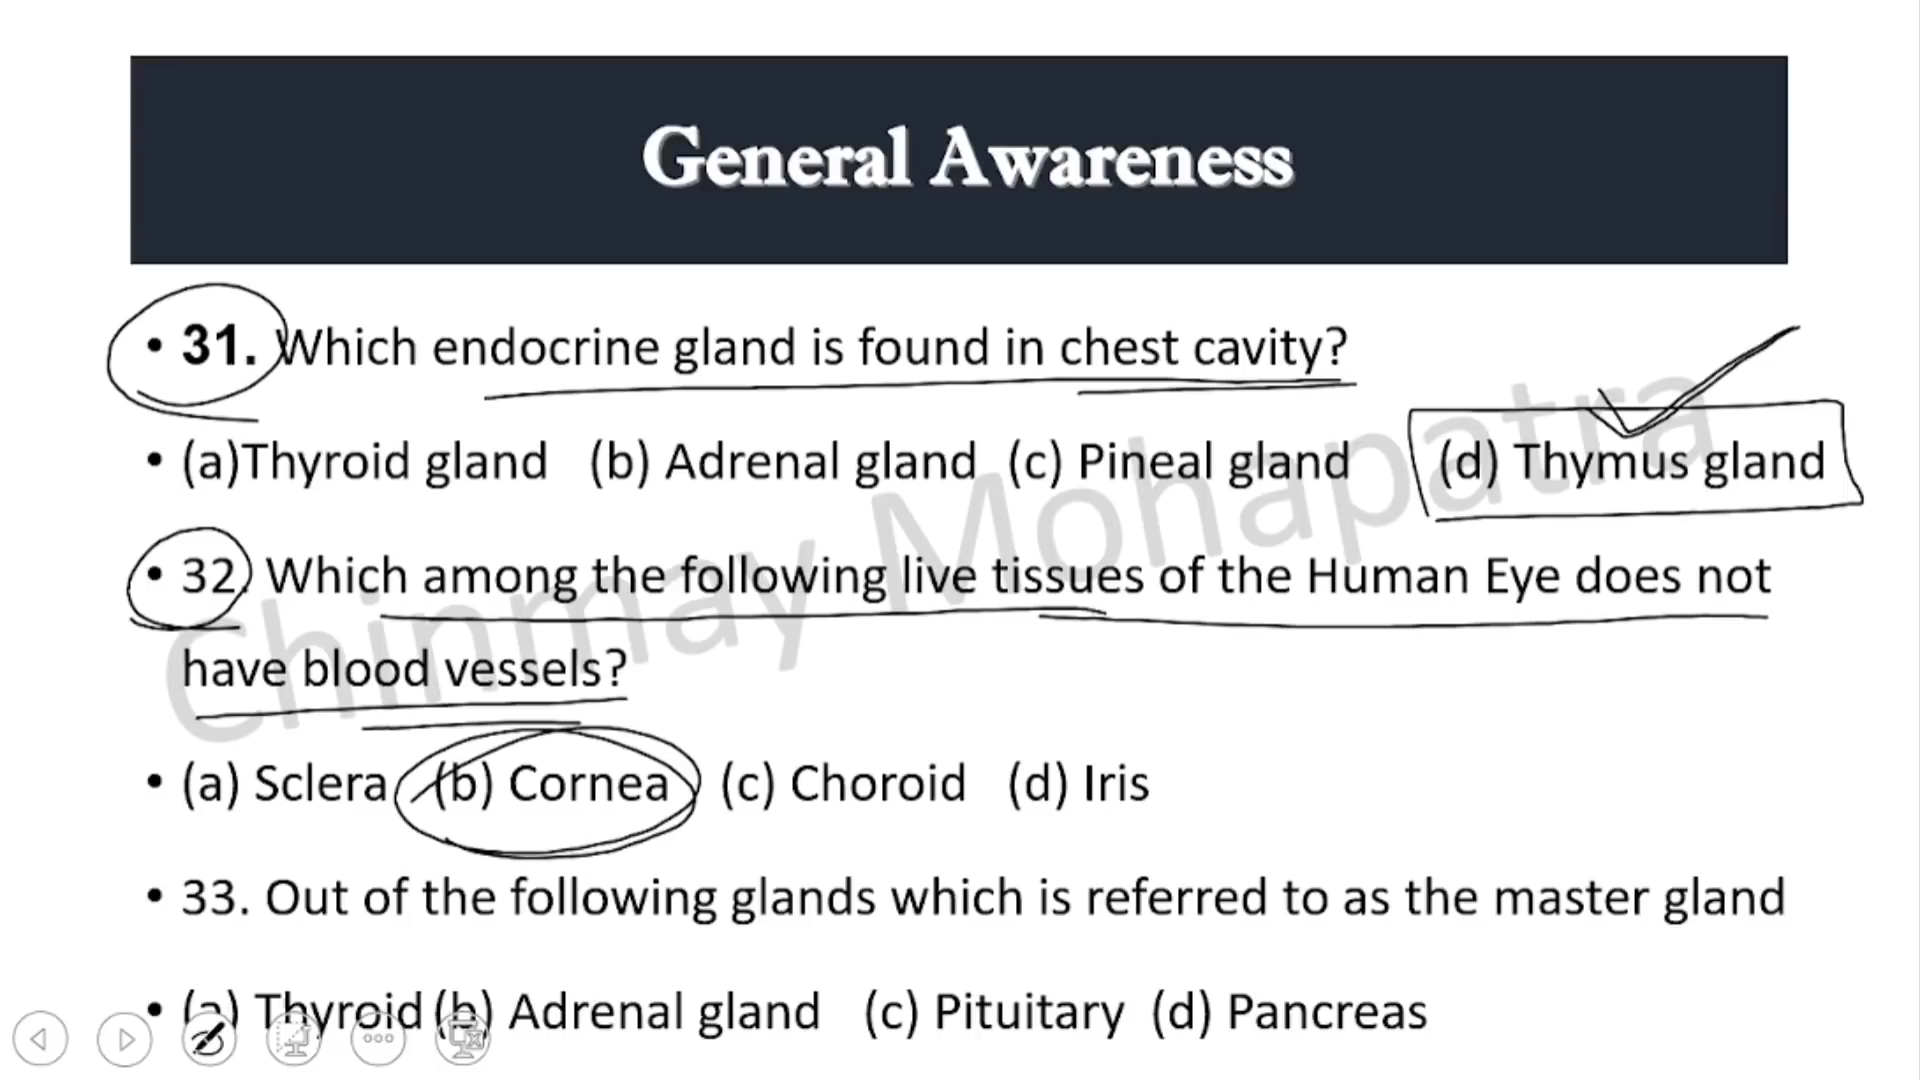 General Awareness
• 31. Which endocrine gland is found in chest cavity?
• (a)Thyroid gland (b) Adrenal gland (c) Pineal gland (d) Thymus gland
• 32. Which among the following live tissues of the Human Eye does not
have blood vessels?
• (a) Sclera (b) Cornea (c) Choroid (d) Iris
• 33. Out of the following glands which is referred to as the master gland
• (a) Thyroid (b) Adrenal gland (c) Pituitary (d) Pancreas
Chinmay Mohapatra